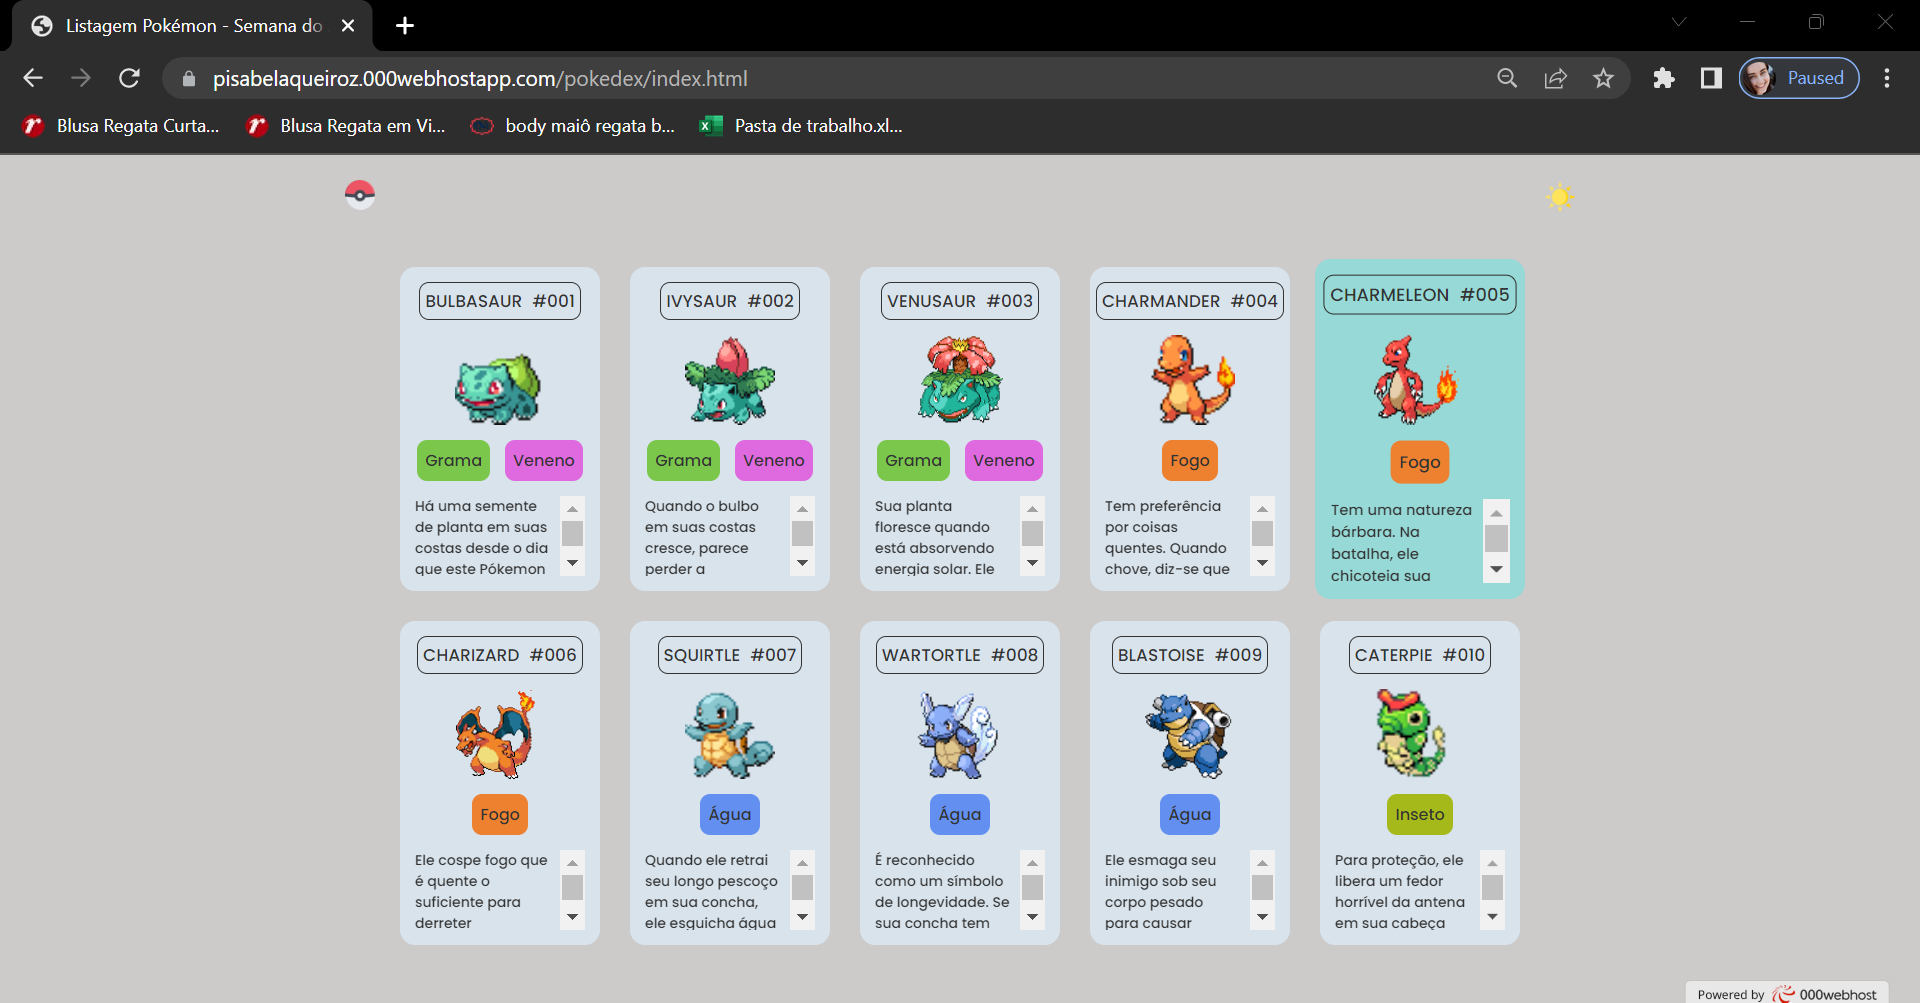 Listagem Pokémon - Semana do
pisabelaqueiroz.000webhostapp.com/pokedex/index.html
Paused
Blusa Regata Curta...
Blusa Regata em Vi...
body maiô regata b...
Pasta de trabalho.xl...
BULBASAUR #001
Grama Veneno
Há uma semente
de planta em suas
costas desde o dia
que este Pókemon
IVYSAUR #002
Grama Veneno
Quando o bulbo
em suas costas
cresce, parece
perder a
VENUSAUR #003
Grama Veneno
Sua planta
floresce quando
está absorvendo
energia solar. Ele
CHARMANDER #004
Fogo
Tem preferência
por coisas
quentes. Quando
chove, diz-se que
CHARMELEON #005
Fogo
Tem uma natureza
bárbara. Na
batalha, ele
chicoteia sua
CHARIZARD #006
Fogo
Ele cospe fogo que
é quente o
suficiente para
derreter
SQUIRTLE #007
Água
Quando ele retrai
seu longo pescoço
em sua concha,
ele esguicha água
WARTORTLE #008
Água
É reconhecido
como um símbolo
de longevidade. Se
sua concha tem
BLASTOISE #009
Água
Ele esmaga seu
inimigo sob seu
corpo pesado
para causar
CATERPIE #010
Inseto
Para proteção, ele
libera um fedor
horrível da antena
em sua cabeça
Powered by 000webhost